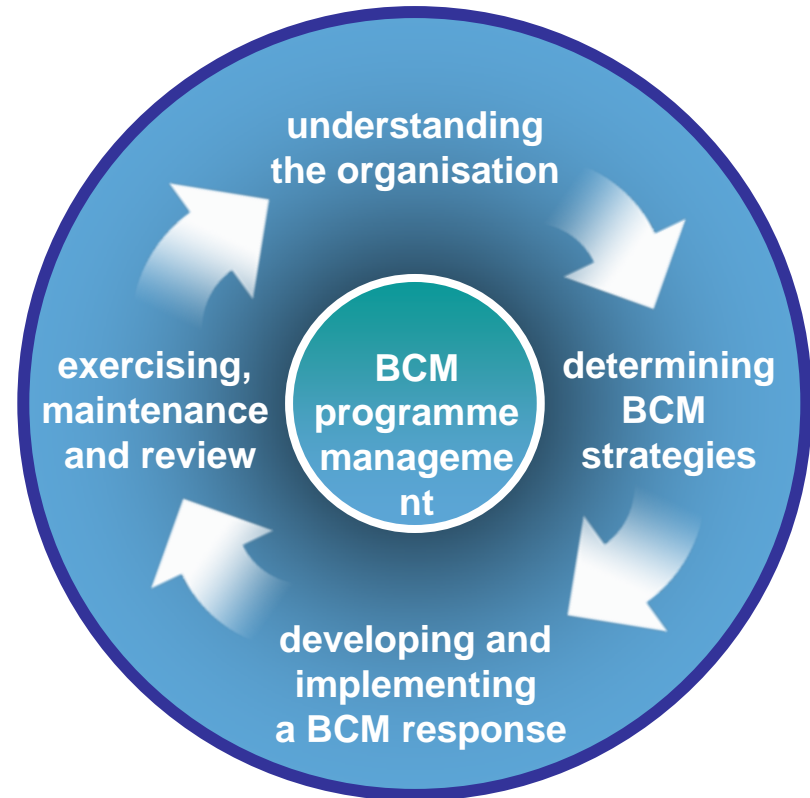 understanding
the organisation
determining
BCM
strategies
developing and
implementing
a BCM response
exercising,
maintenance
and review
BCM
programme
manageme
nt